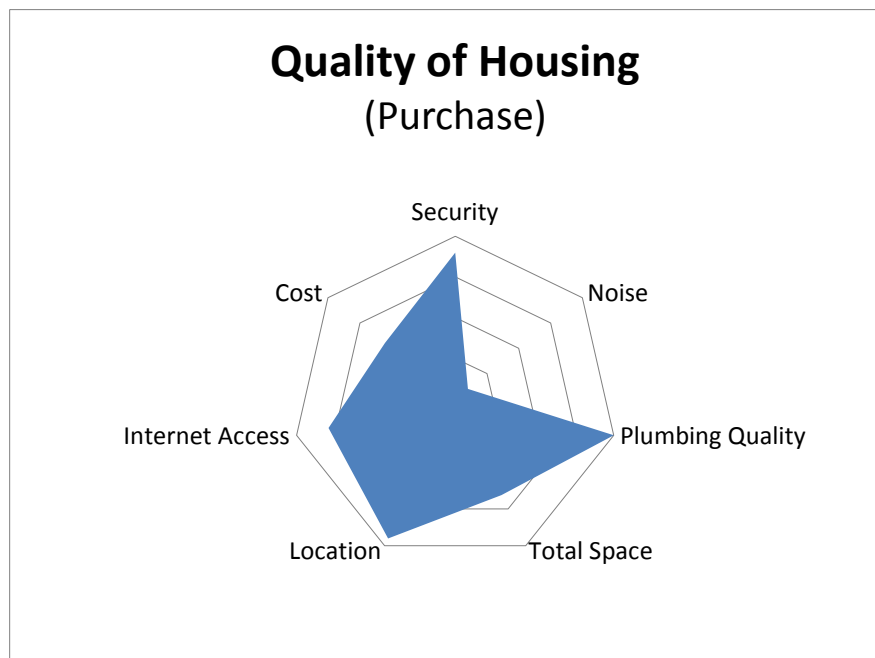 Quality of Housing
(Purchase)
Security
Cost
Noise
Internet Access
Plumbing Quality
Location
Total Space